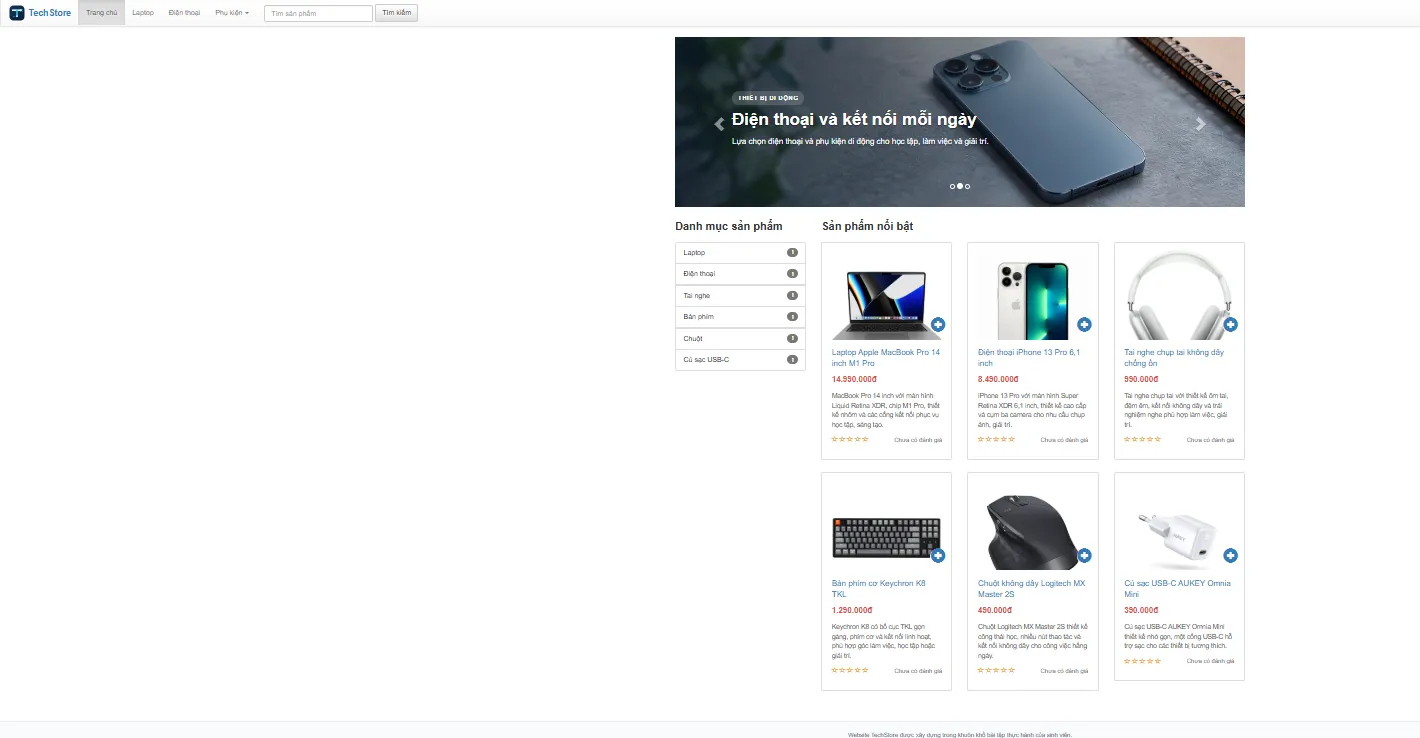 TechStore
Trang chủ
Laptop
Điện thoại
Phụ kiện
Tìm sản phẩm
Tìm kiếm
THIẾT BỊ DI ĐỘNG
Điện thoại và kết nối mỗi ngày
Lựa chọn điện thoại và phụ kiện di động cho học tập, làm việc và giải trí.
Danh mục sản phẩm
Laptop 1
Điện thoại 1
Tai nghe 1
Bàn phím 1
Chuột 1
Củ sạc USB-C 1
Sản phẩm nổi bật
Laptop Apple MacBook Pro 14
inch M1 Pro
14.990.000đ
MacBook Pro 14 inch với màn hình
Liquid Retina XDR, chip M1 Pro, thiết
kế nhôm và các cổng kết nối phục vụ
học tập, sáng tạo.
Chưa có đánh giá
Điện thoại iPhone 13 Pro 6,1
inch
8.490.000đ
iPhone 13 Pro với màn hình Super
Retina XDR 6,1 inch, thiết kế cao cấp
và cụm ba camera cho nhu cầu chụp
ảnh, giải trí.
Chưa có đánh giá
Tai nghe chụp tai không dây
chống ồn
990.000đ
Tai nghe chụp tai với thiết kế ôm tai,
đệm êm, kết nối không dây và trải
nghiệm nghe phù hợp làm việc, giải
trí.
Chưa có đánh giá
Bàn phím cơ Keychron K8
TKL
1.290.000đ
Keychron K8 có bố cục TKL gọn
gàng, phím cơ và kết nối linh hoạt,
phù hợp góc làm việc, học tập hoặc
giải trí.
Chưa có đánh giá
Chuột không dây Logitech MX
Master 2S
490.000đ
Chuột Logitech MX Master 2S thiết kế
công thái học, nhiều nút thao tác và
kết nối không dây cho công việc hằng
ngày.
Chưa có đánh giá
AUKEY
Củ sạc USB-C AUKEY Omnia
Mini
390.000đ
Củ sạc USB-C AUKEY Omnia Mini
thiết kế nhỏ gọn, một cổng USB-C hỗ
trợ sạc cho các thiết bị tương thích.
Chưa có đánh giá
Website TechStore được xây dựng trong khuôn khổ bài tập thực hành của sinh viên.